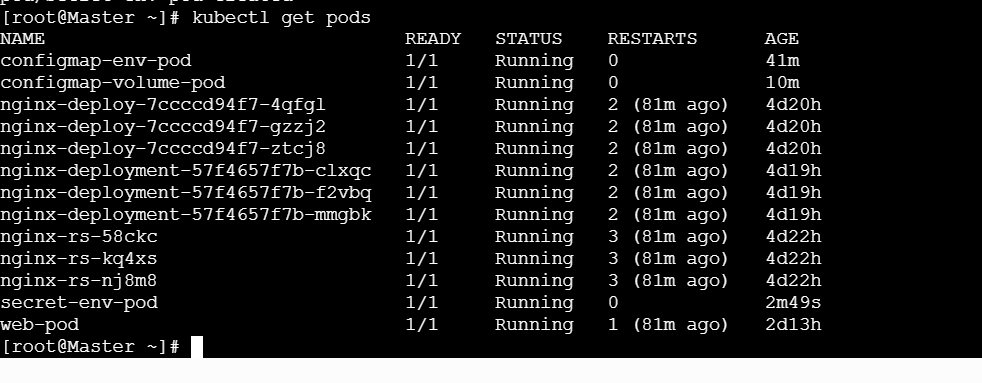 [root@Master ~]# kubectl get pods
NAME READY STATUS RESTARTS AGE
configmap-env-pod 1/1 Running 0 41m
configmap-volume-pod 1/1 Running 0 10m
nginx-deploy-7ccccd94f7-4qfgl 1/1 Running 2 (81m ago) 4d20h
nginx-deploy-7ccccd94f7-gzzj2 1/1 Running 2 (81m ago) 4d20h
nginx-deploy-7ccccd94f7-ztcj8 1/1 Running 2 (81m ago) 4d20h
nginx-deployment-57f4657f7b-clxqc 1/1 Running 2 (81m ago) 4d19h
nginx-deployment-57f4657f7b-f2vbq 1/1 Running 2 (81m ago) 4d19h
nginx-deployment-57f4657f7b-mmgbk 1/1 Running 2 (81m ago) 4d19h
nginx-rs-58ckc 1/1 Running 3 (81m ago) 4d22h
nginx-rs-kq4xs 1/1 Running 3 (81m ago) 4d22h
nginx-rs-nj8m8 1/1 Running 3 (81m ago) 4d22h
secret-env-pod 1/1 Running 0 2m49s
web-pod 1/1 Running 1 (81m ago) 2d13h
[root@Master ~]#